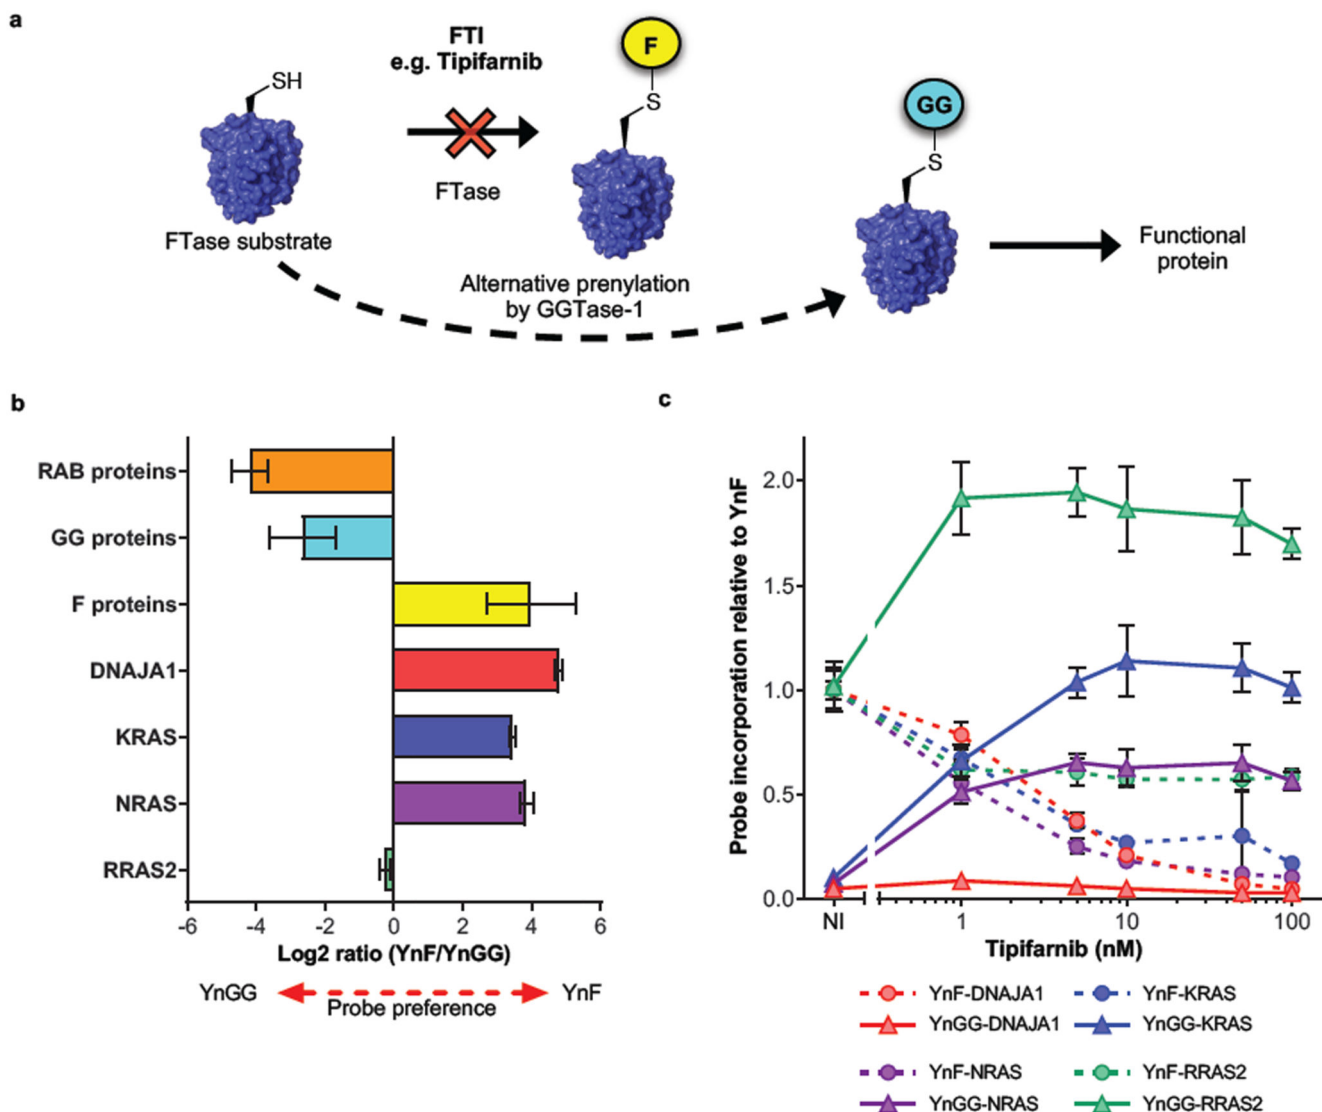 a
FTI
e.g. Tipifarnib
F
SH
S
GG
S
FTase
FTase substrate
Alternative prenylation
by GGTase-1
Functional
protein
b
RAB proteins
GG proteins
F proteins
DNAJA1
KRAS
NRAS
RRAS2
-6 -4 -2 0 2 4 6
Log2 ratio (YnF/YnGG)
YnGG YnF
Probe preference
c
Probe incorporation relative to YnF
2.0
1.5
1.0
0.5
0.0
NI 1 10 100
Tipifarnib (nM)
YnF-DNAJA1 YnF-KRAS
YnGG-DNAJA1 YnGG-KRAS
YnF-NRAS YnF-RRAS2
YnGG-NRAS YnGG-RRAS2